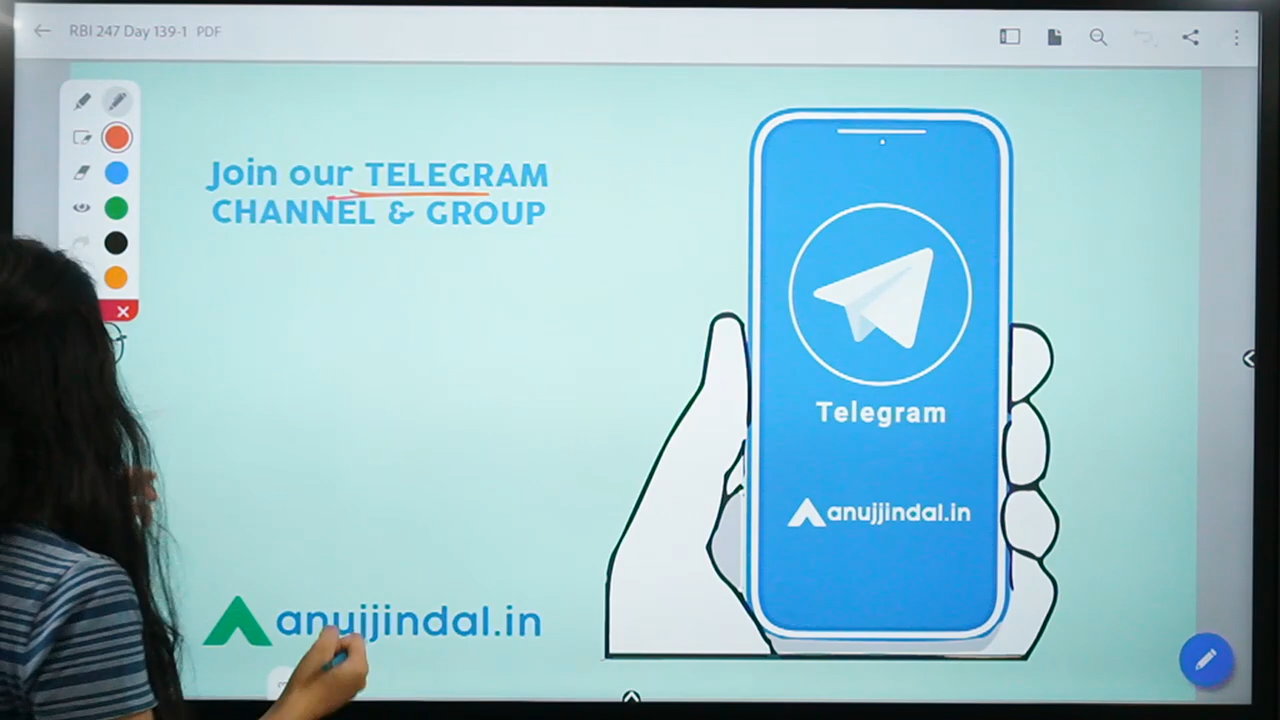 RBI 247 Day 139-1 PDF
Join our TELEGRAM
CHANNEL & GROUP
Telegram
anujjindal.in
anujjindal.in